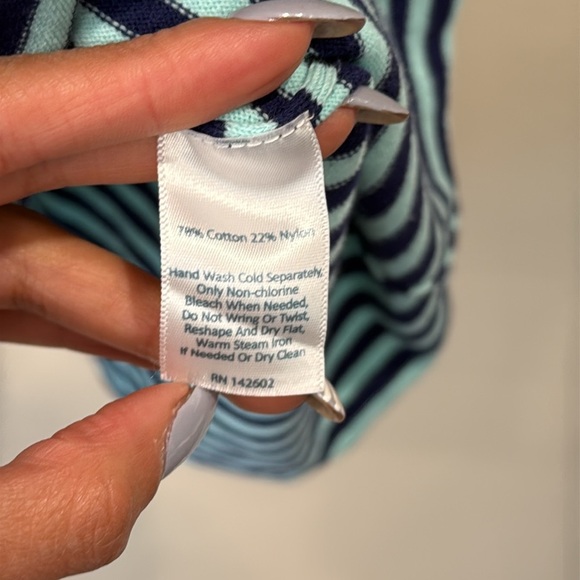 78% Cotton 22% Nylon
Hand Wash Cold Separately,
Only Non-chlorine
Bleach When Needed,
Do Not Wring Or Twist,
Reshape And Dry Flat,
Warm Steam Iron
If Needed Or Dry Clean
RN 142602